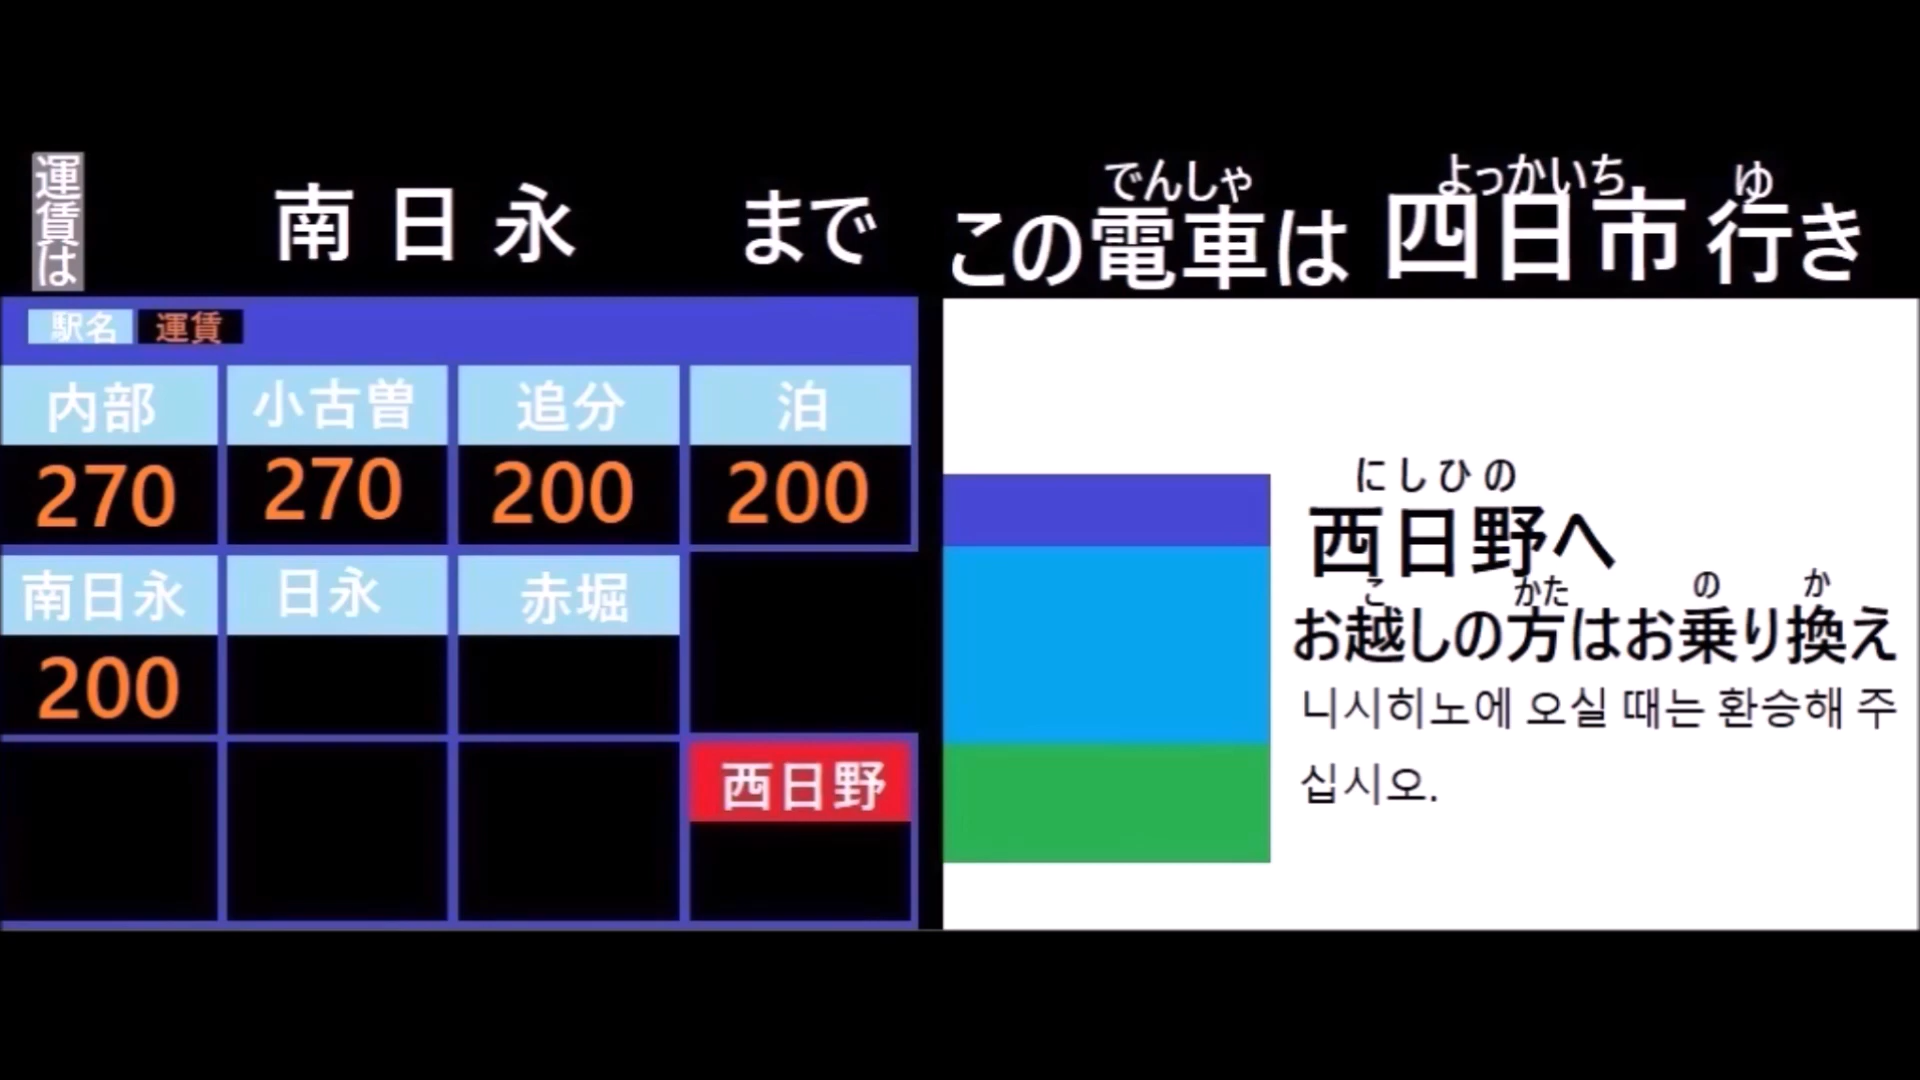 運賃は
南日永 まで
駅名 運賃
内部 小古曽 追分 泊
270 270 200 200
南日永 日永 赤堀
200
西日野
でんしゃ よっかいち ゆ
この電車は 四日市 行き
にしひの
西日野へ
こ かた の か
お越しの方はお乗り換え
니시히노에 오실 때는 환승해 주
십시오.